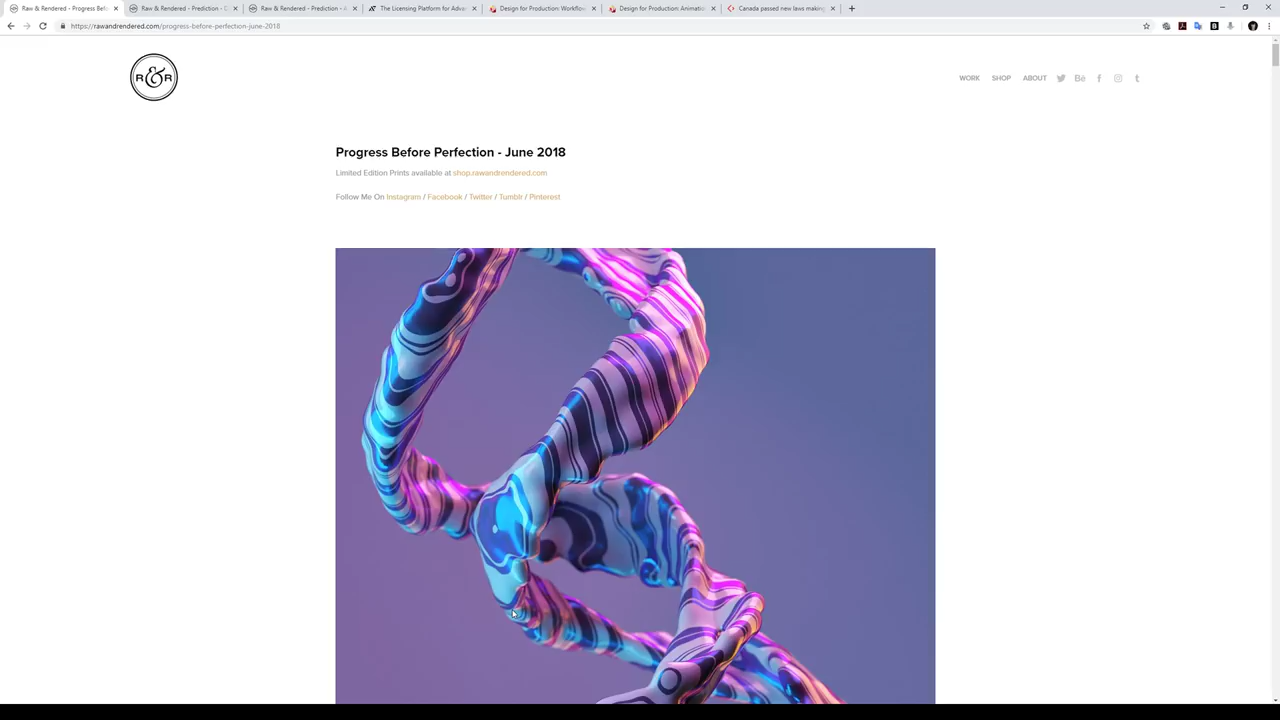 Raw & Rendered - Progress Befo
Raw & Rendered - Prediction - D
Raw & Rendered - Prediction - A
The Licensing Platform for Adva
Design for Production: Workflow
Design for Production: Animatio
Canada passed new laws making
https://rawandrendered.com/progress-before-perfection-june-2018
R&R
WORK SHOP ABOUT
Progress Before Perfection - June 2018
Limited Edition Prints available at shop.rawandrendered.com
Follow Me On Instagram / Facebook / Twitter / Tumblr / Pinterest